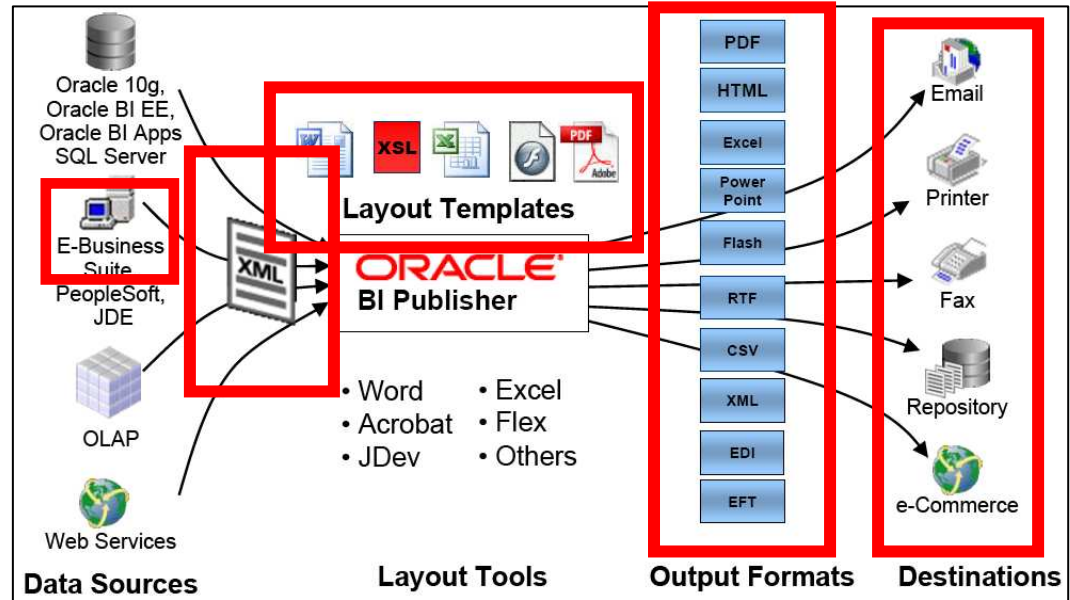 Oracle 10g,
Oracle BI EE,
Oracle BI Apps
SQL Server
E-Business
Suite
PeopleSoft,
JDE
OLAP
Web Services
Data Sources
XML
W
XSL
X
PDF
Adobe
Layout Templates
ORACLE®
BI Publisher
• Word
• Acrobat
• JDev
• Excel
• Flex
• Others
Layout Tools
PDF
HTML
Excel
Power
Point
Flash
RTF
CSV
XML
EDI
EFT
Output Formats
Email
Printer
Fax
Repository
e-Commerce
Destinations